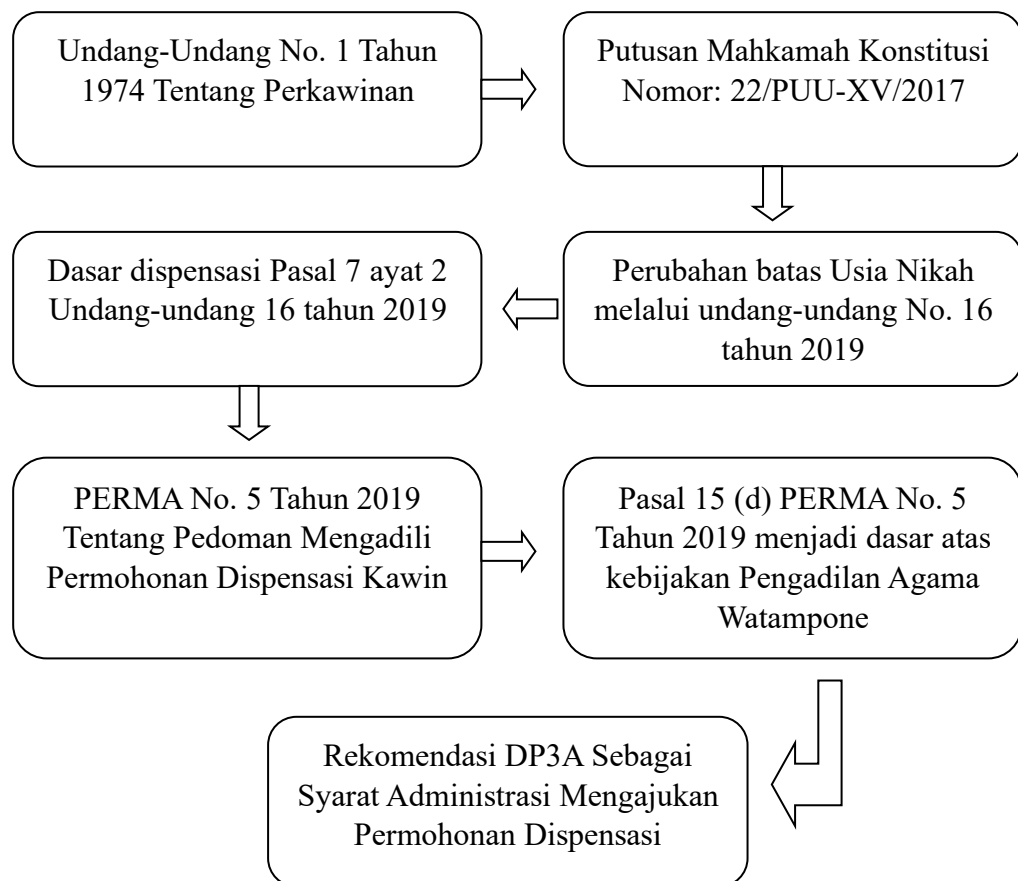 Undang-Undang No. 1 Tahun
1974 Tentang Perkawinan
Putusan Mahkamah Konstitusi
Nomor: 22/PUU-XV/2017
Perubahan batas Usia Nikah
melalui undang-undang No. 16
tahun 2019
Dasar dispensasi Pasal 7 ayat 2
Undang-undang 16 tahun 2019
PERMA No. 5 Tahun 2019
Tentang Pedoman Mengadili
Permohonan Dispensasi Kawin
Pasal 15 (d) PERMA No. 5
Tahun 2019 menjadi dasar atas
kebijakan Pengadilan Agama
Watampone
Rekomendasi DP3A Sebagai
Syarat Administrasi Mengajukan
Permohonan Dispensasi